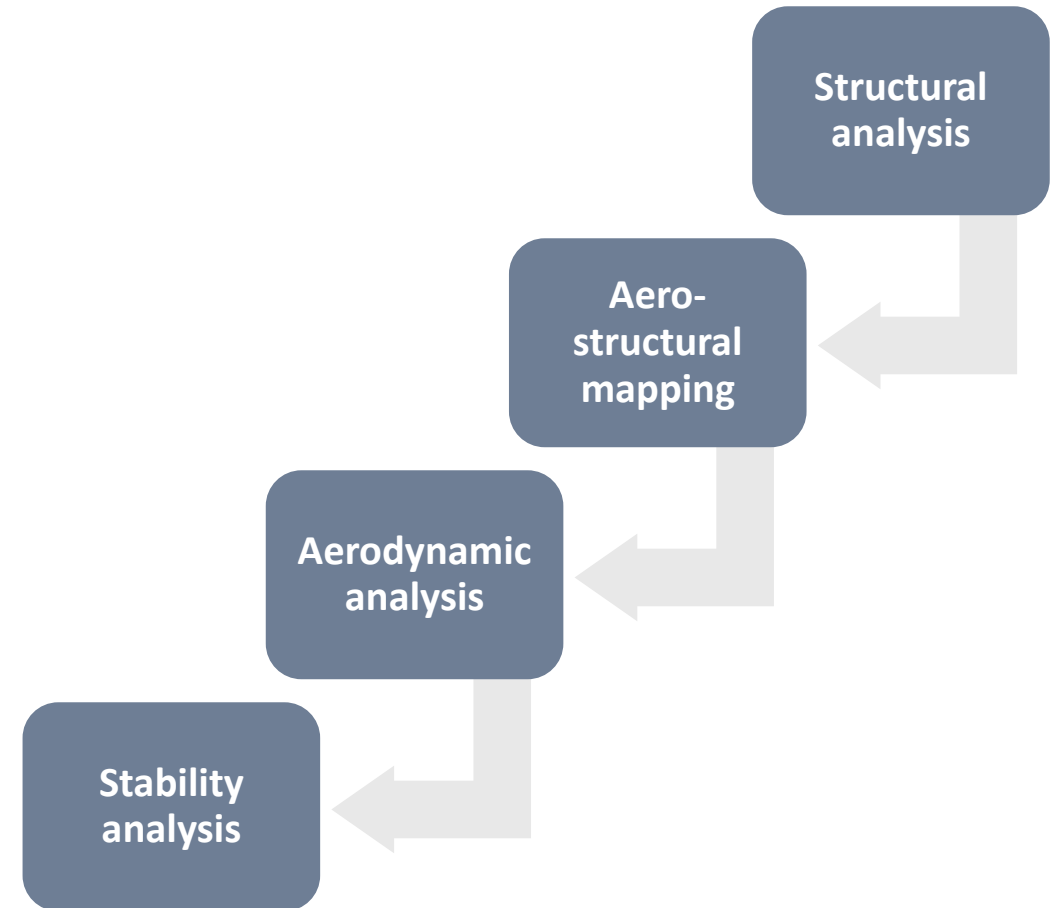 Structural
analysis
Aero-
structural
mapping
Aerodynamic
analysis
Stability
analysis